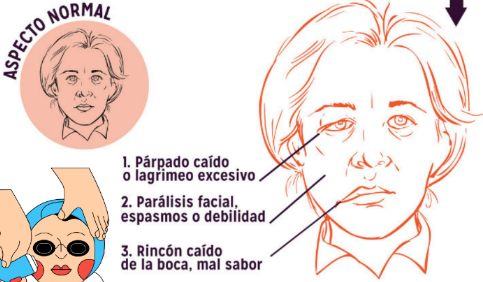 ASPECTO NORMAL
1. Párpado caído
o lagrimeo excesivo
2. Parálisis facial,
espasmos o debilidad
3. Rincón caído
de la boca, mal sabor